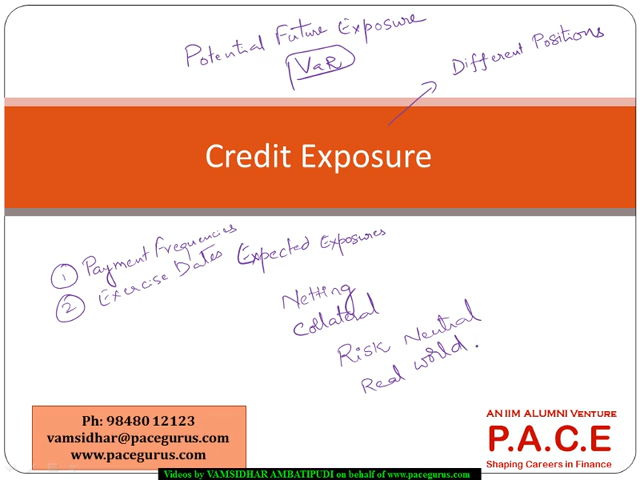 Potential Future Exposure
VaR
Different Positions
Credit Exposure
1 Payment Frequencies
2 Exercise Dates
Expected Exposures
Netting
Collateral
Risk Neutral
Real world.
Ph: 98480 12123
vamsidhar@pacegurus.com
www.pacegurus.com
AN IIM ALUMNI VENTURE
P.A.C.E
Shaping Careers in Finance
Videos by VAMSIDHAR AMBATIPUDI on behalf of www.pacegurus.com